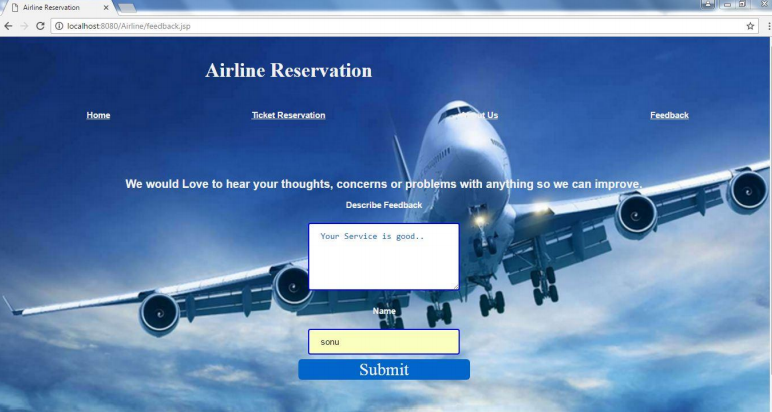 Airline Reservation
localhost:8080/Airline/feedback.jsp
Airline Reservation
Home Ticket Reservation About Us Feedback
We would Love to hear your thoughts, concerns or problems with anything so we can improve.
Describe Feedback
Your Service is good..
Name
sonu
Submit